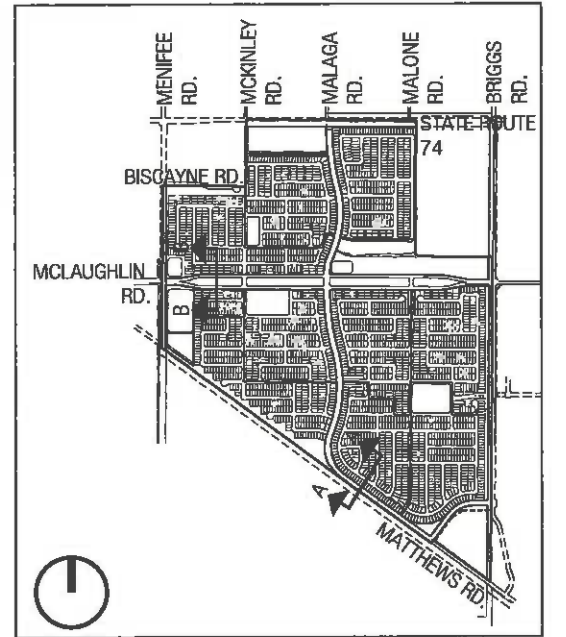 MENIFEE
RD.
MCKINLEY
RD.
MALAGA
RD.
MALONE
RD.
BRIGGS
RD.
STATE ROUTE
74
BISCAYNE RD.
MCLAUGHLIN
RD.
B
A
MATTHEWS RD.